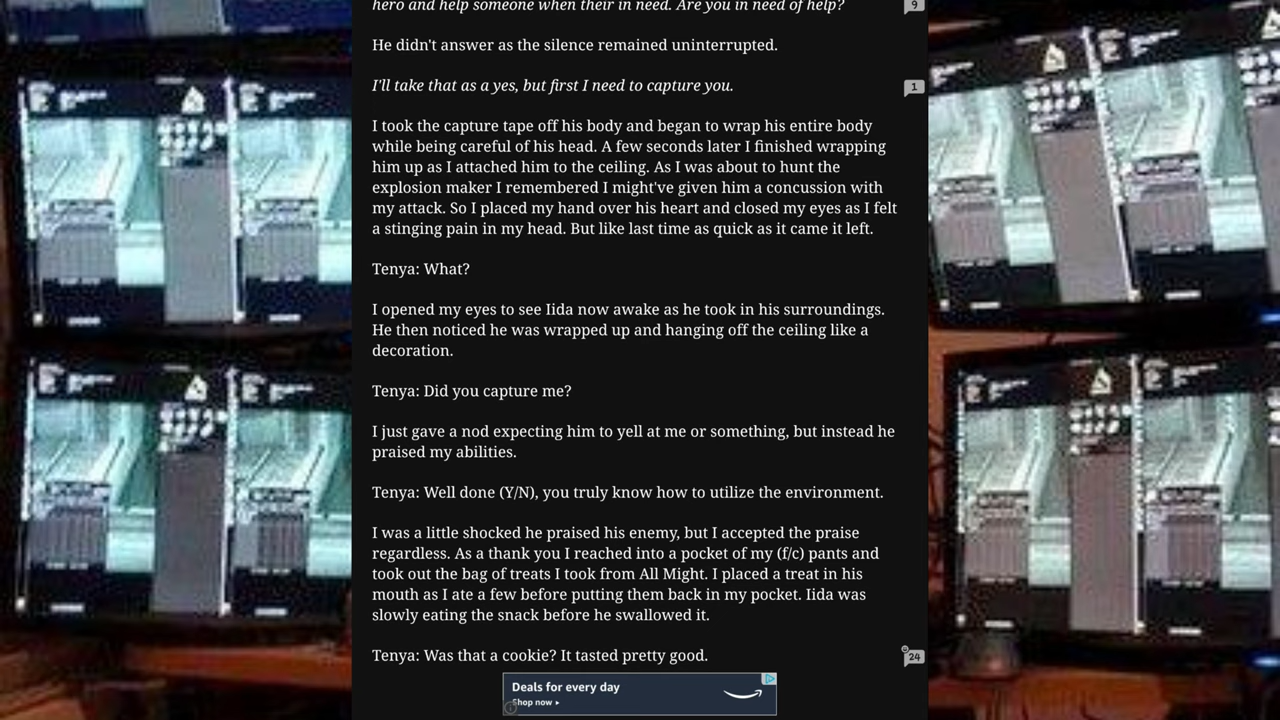 hero and help someone when their in need. Are you in need of help?
9
He didn't answer as the silence remained uninterrupted.
I'll take that as a yes, but first I need to capture you.
1
I took the capture tape off his body and began to wrap his entire body
while being careful of his head. A few seconds later I finished wrapping
him up as I attached him to the ceiling. As I was about to hunt the
explosion maker I remembered I might've given him a concussion with
my attack. So I placed my hand over his heart and closed my eyes as I felt
a stinging pain in my head. But like last time as quick as it came it left.
Tenya: What?
I opened my eyes to see Iida now awake as he took in his surroundings.
He then noticed he was wrapped up and hanging off the ceiling like a
decoration.
Tenya: Did you capture me?
I just gave a nod expecting him to yell at me or something, but instead he
praised my abilities.
Tenya: Well done (Y/N), you truly know how to utilize the environment.
I was a little shocked he praised his enemy, but I accepted the praise
regardless. As a thank you I reached into a pocket of my (f/c) pants and
took out the bag of treats I took from All Might. I placed a treat in his
mouth as I ate a few before putting them back in my pocket. Iida was
slowly eating the snack before he swallowed it.
Tenya: Was that a cookie? It tasted pretty good.
24
Deals for every day
Shop now